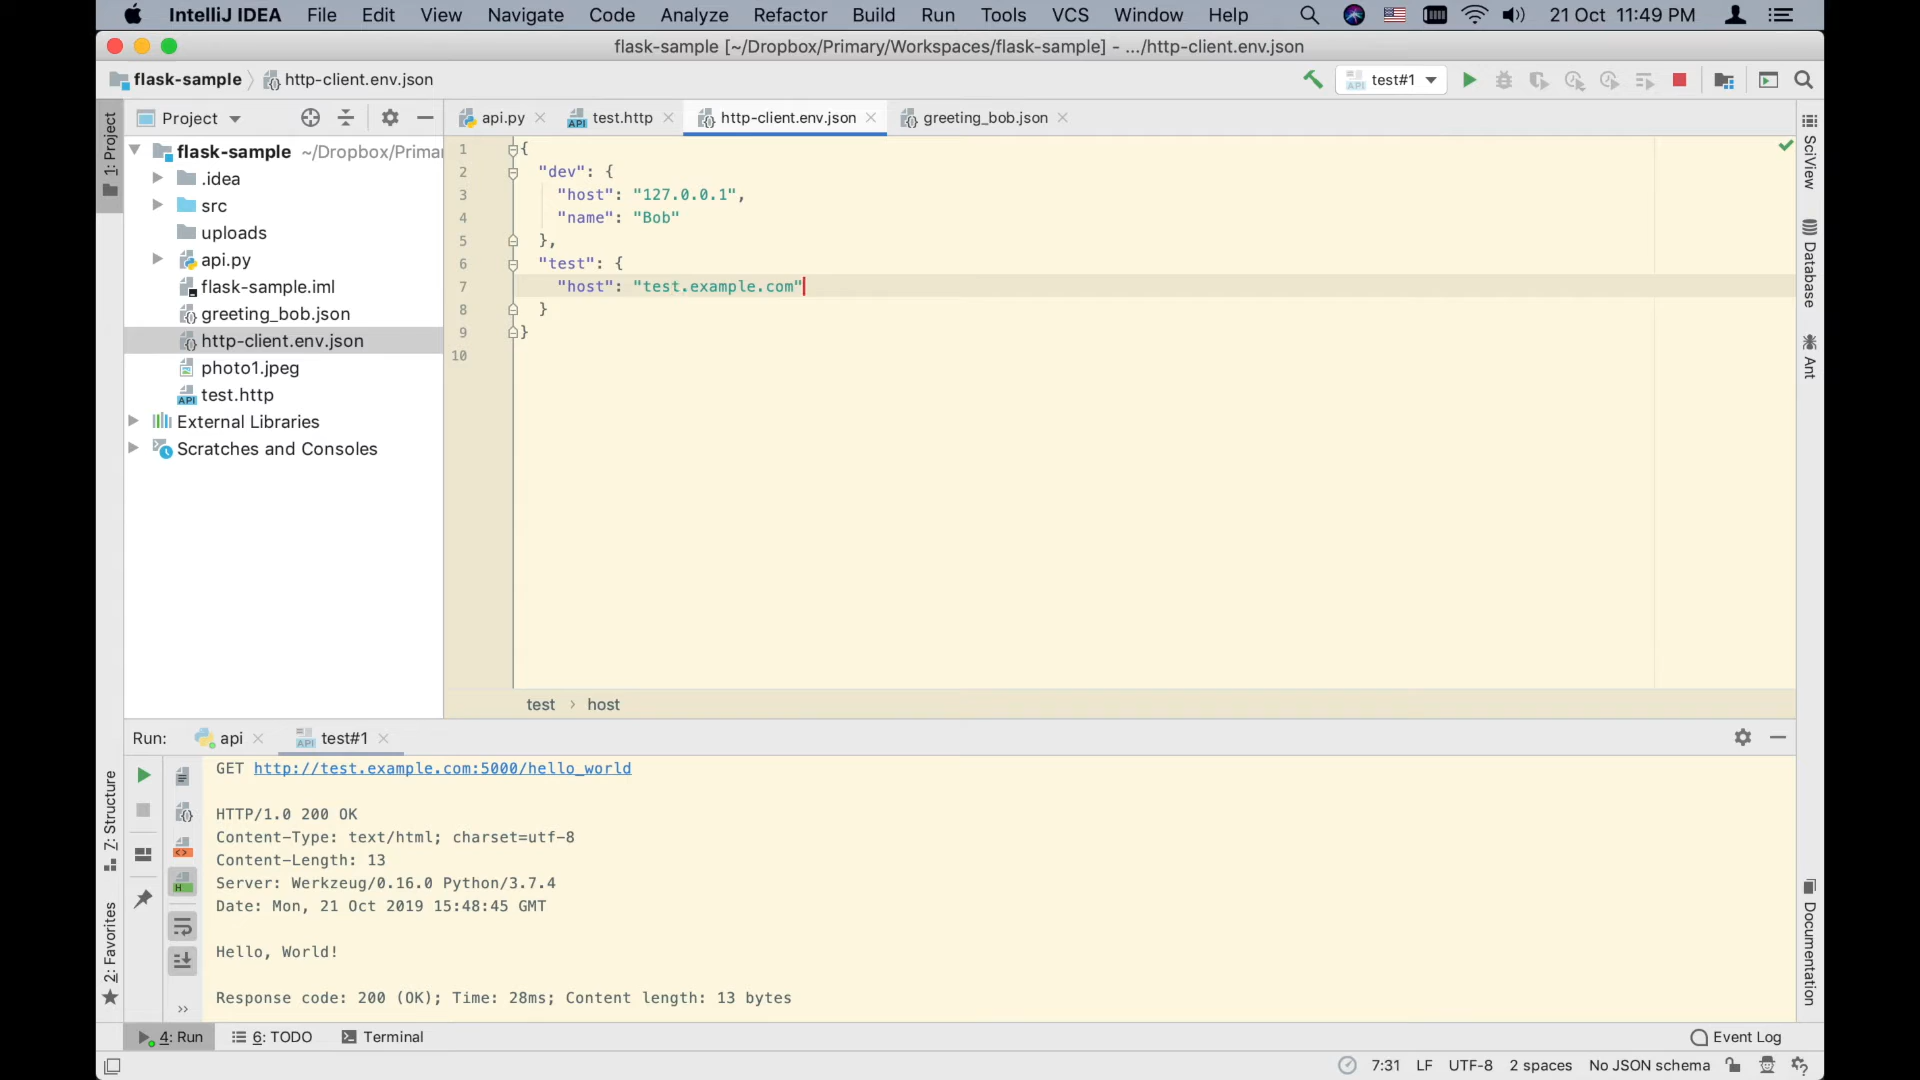 IntelliJ IDEA File Edit View Navigate Code Analyze Refactor Build Run Tools VCS Window Help 21 Oct 11:49 PM
flask-sample [~/Dropbox/Primary/Workspaces/flask-sample] - .../http-client.env.json
flask-sample http-client.env.json test#1
Project api.py test.http http-client.env.json greeting_bob.json
1: Project
flask-sample ~/Dropbox/Primar
.idea
src
uploads
api.py
flask-sample.iml
greeting_bob.json
http-client.env.json
photo1.jpeg
test.http
External Libraries
Scratches and Consoles
1 {
2 "dev": {
3 "host": "127.0.0.1",
4 "name": "Bob"
5 },
6 "test": {
7 "host": "test.example.com"
8 }
9 }
10
test › host
SciView
Database
Ant
Run: api test#1
GET http://test.example.com:5000/hello_world
HTTP/1.0 200 OK
Content-Type: text/html; charset=utf-8
Content-Length: 13
Server: Werkzeug/0.16.0 Python/3.7.4
Date: Mon, 21 Oct 2019 15:48:45 GMT
Hello, World!
Response code: 200 (OK); Time: 28ms; Content length: 13 bytes
Z: Structure
2: Favorites
Documentation
4: Run 6: TODO Terminal Event Log
7:31 LF UTF-8 2 spaces No JSON schema